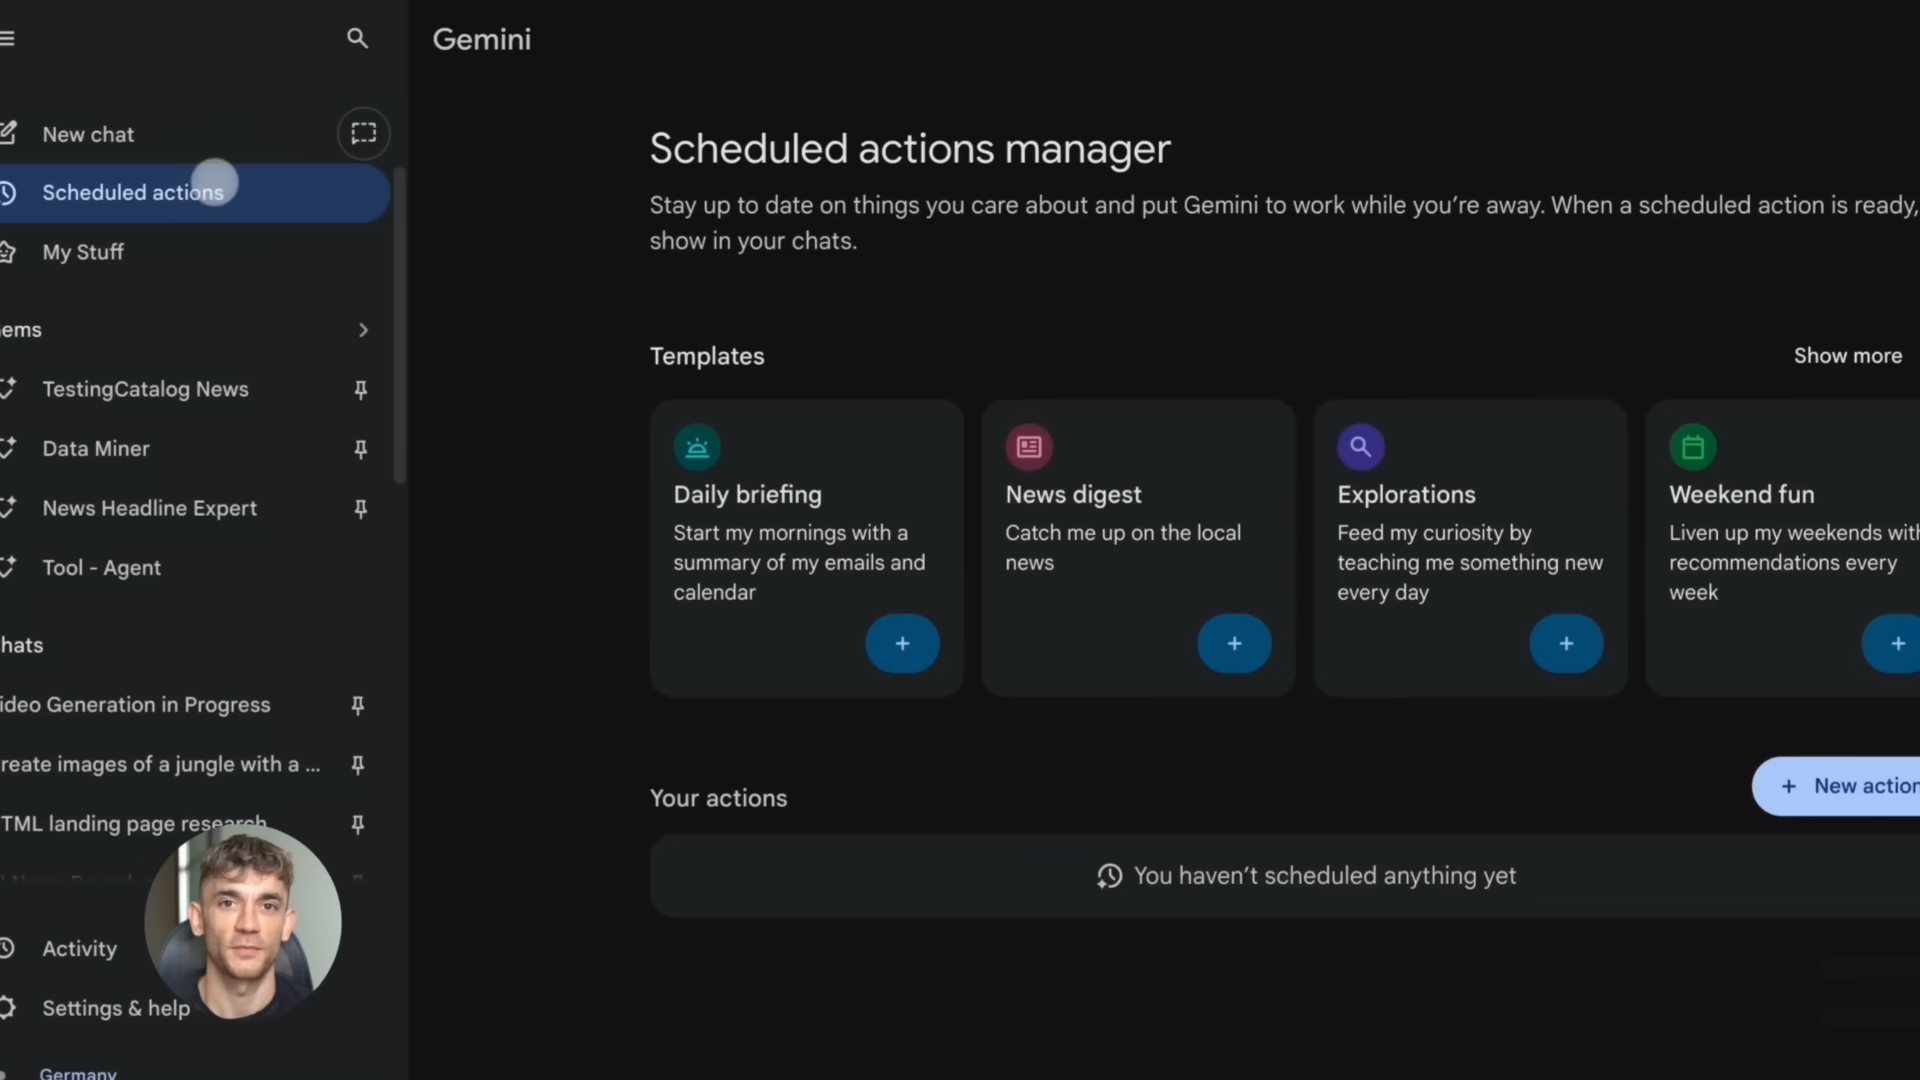 Gemini
New chat
Scheduled actions
My Stuff
ems
TestingCatalog News
Data Miner
News Headline Expert
Tool - Agent
hats
ideo Generation in Progress
reate images of a jungle with a ...
TML landing page research
Activity
Settings & help
Germany
Scheduled actions manager
Stay up to date on things you care about and put Gemini to work while you're away. When a scheduled action is ready,
show in your chats.
Templates
Show more
Daily briefing
Start my mornings with a
summary of my emails and
calendar
News digest
Catch me up on the local
news
Explorations
Feed my curiosity by
teaching me something new
every day
Weekend fun
Liven up my weekends with
recommendations every
week
Your actions
+ New action
You haven't scheduled anything yet